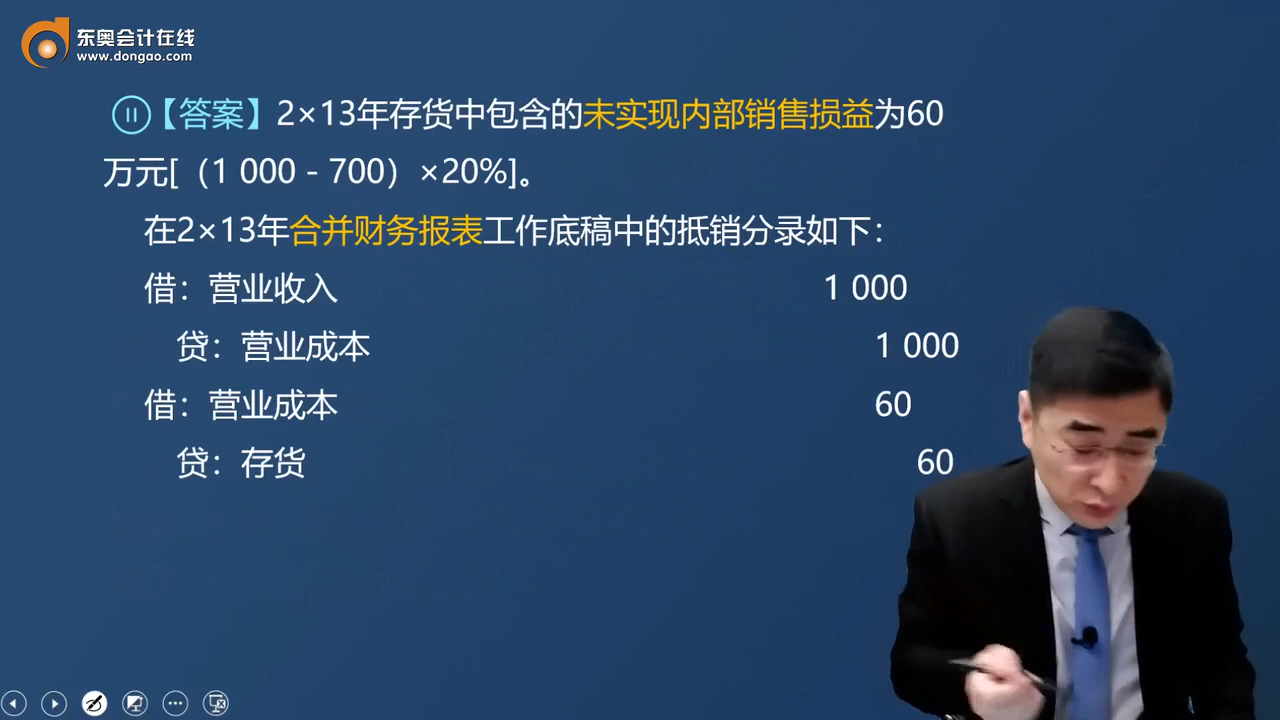 东奥会计在线
www.dongao.com
【答案】2×13年存货中包含的未实现内部销售损益为60
万元[（1 000 - 700）×20%]。
在2×13年合并财务报表工作底稿中的抵销分录如下：
借：营业收入 1 000
贷：营业成本 1 000
借：营业成本 60
贷：存货 60